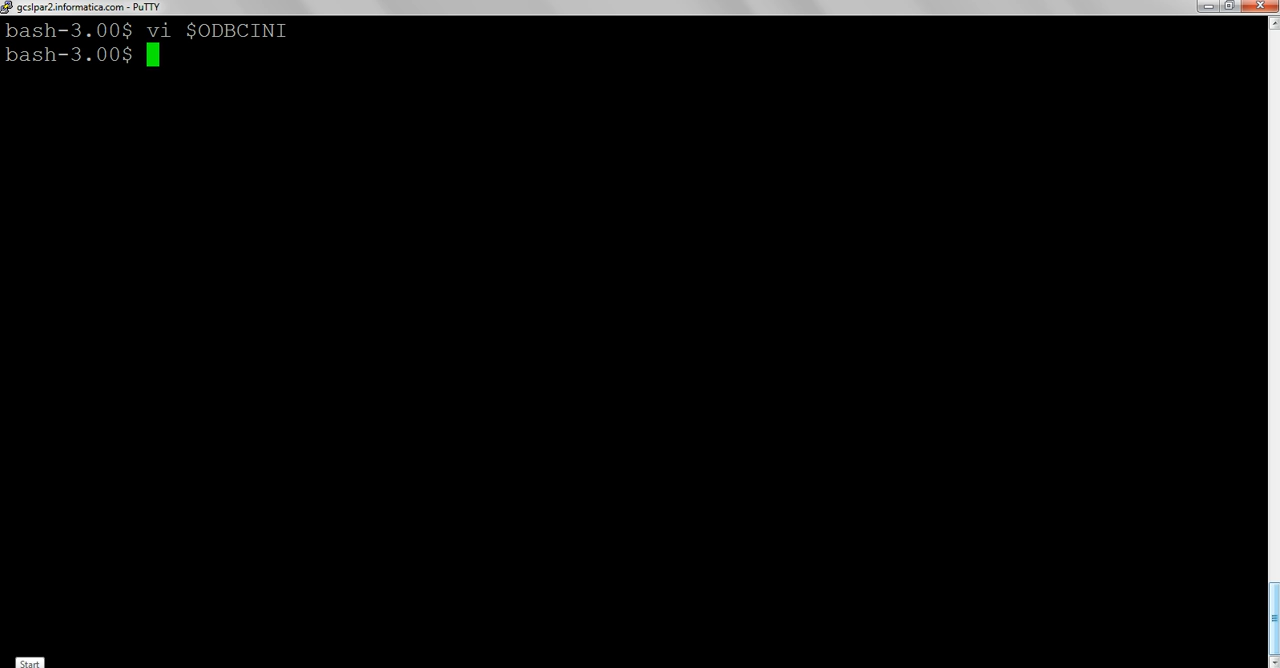 gcslpar2.informatica.com - PuTTY
bash-3.00$ vi $ODBCINI
bash-3.00$
Start